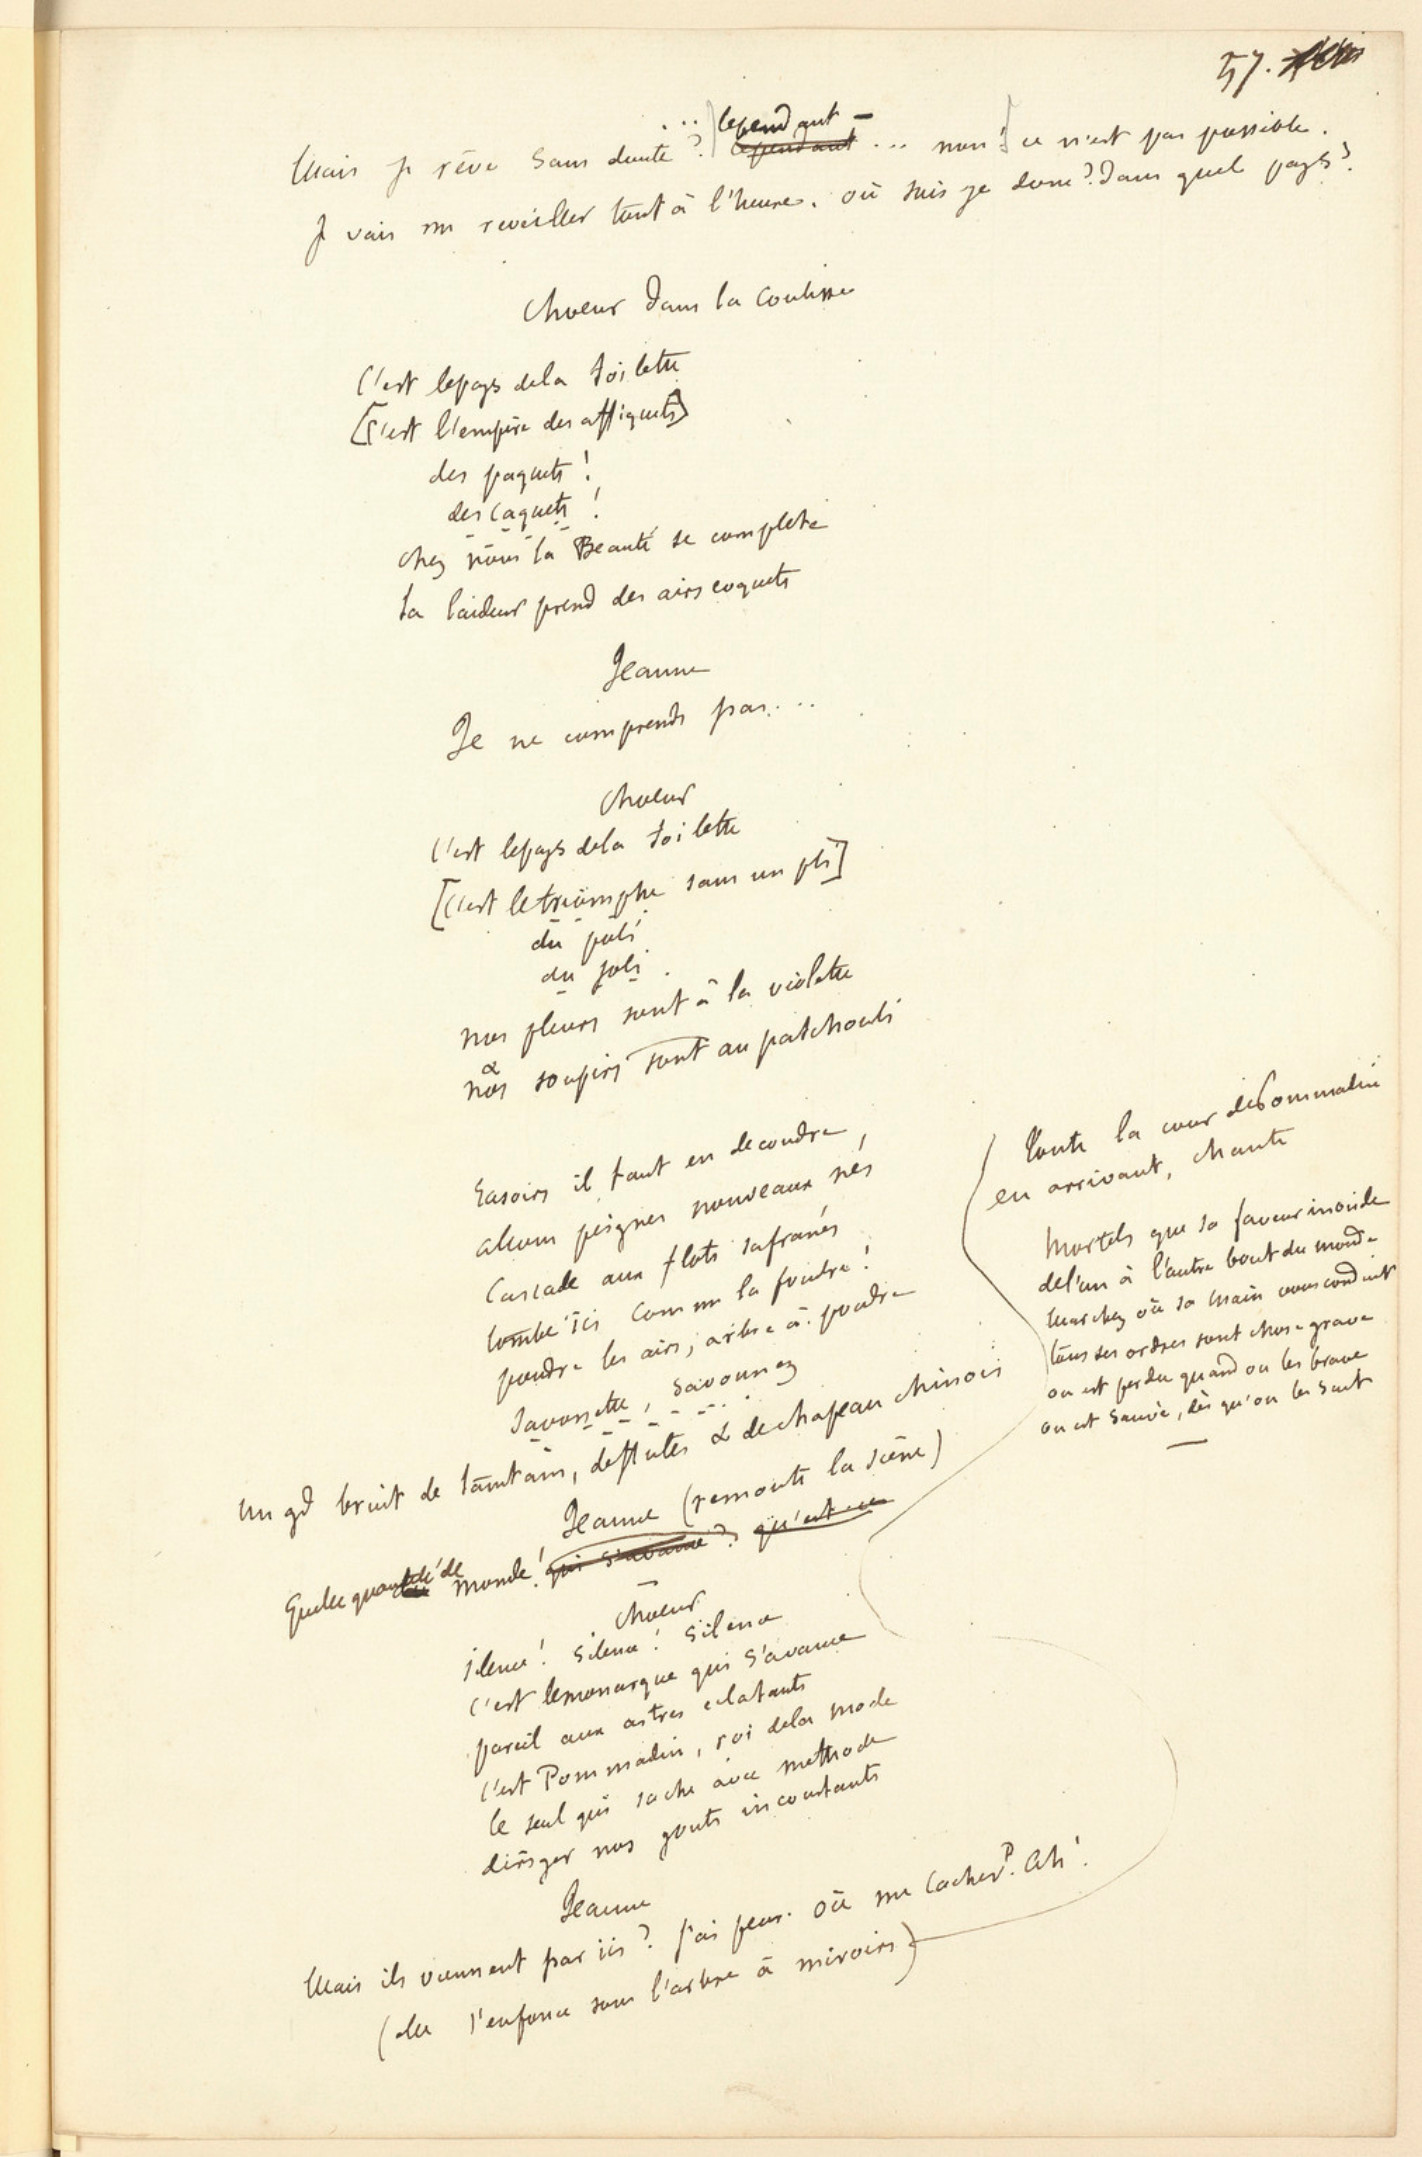 57.
... cependant –
Mais je rêve sans doute ? cependant ... non ! ce n'est pas possible.
Je vais me reveiller tout à l'heure. où suis je donc ? Dans quel pays ?
Choeur dans la coulisse
C'est le pays de la toilette
[C'est l'empire des affiquets]
des paquets !
des caquets !
chez nous la Beauté se complete
la laideur prend des airs coquets
Jeanne
Je ne comprends pas. ...
Choeur
C'est le pays de la toilette
[C'est le triomphe sans un pli]
du poli
du joli.
nos pleurs sont à la violette
&
nos soupirs sont au patchouli
Rasoirs il faut en decoudre,
allons peignes nouveaux nés
Cascade aux flots safranés
tombe ici comme la foudre !
poudre les airs, arbre à poudre
Savonette, savonnez
Un gd bruit de tamtam, de flutes & de chapeau chinois
Jeanne (remonte la scène)
Quelle quantité de monde ! qui s'avance ? qu'est-ce
Choeur
silence ! silence ! silence
c'est le monarque qui s'avance
pareil aux astres eclatants
c'est Pommadin, roi de la mode
le seul qui sache avec methode
diriger nos gouts inconstants
Jeanne
Mais ils viennent par ici ? j'ai peur. où me cacher ? Ah !
(elle s'enfonce sous l'arbre à miroirs)
toute la cour de Pommadin
en arrivant, chante
Mortels que sa faveur inonde
de l'un à l'autre bout du monde
marchez où sa main vous conduit
tous ses ordres sont chose grave
on est perdu quand on les brave
on est sauvé, dès qu'on les suit